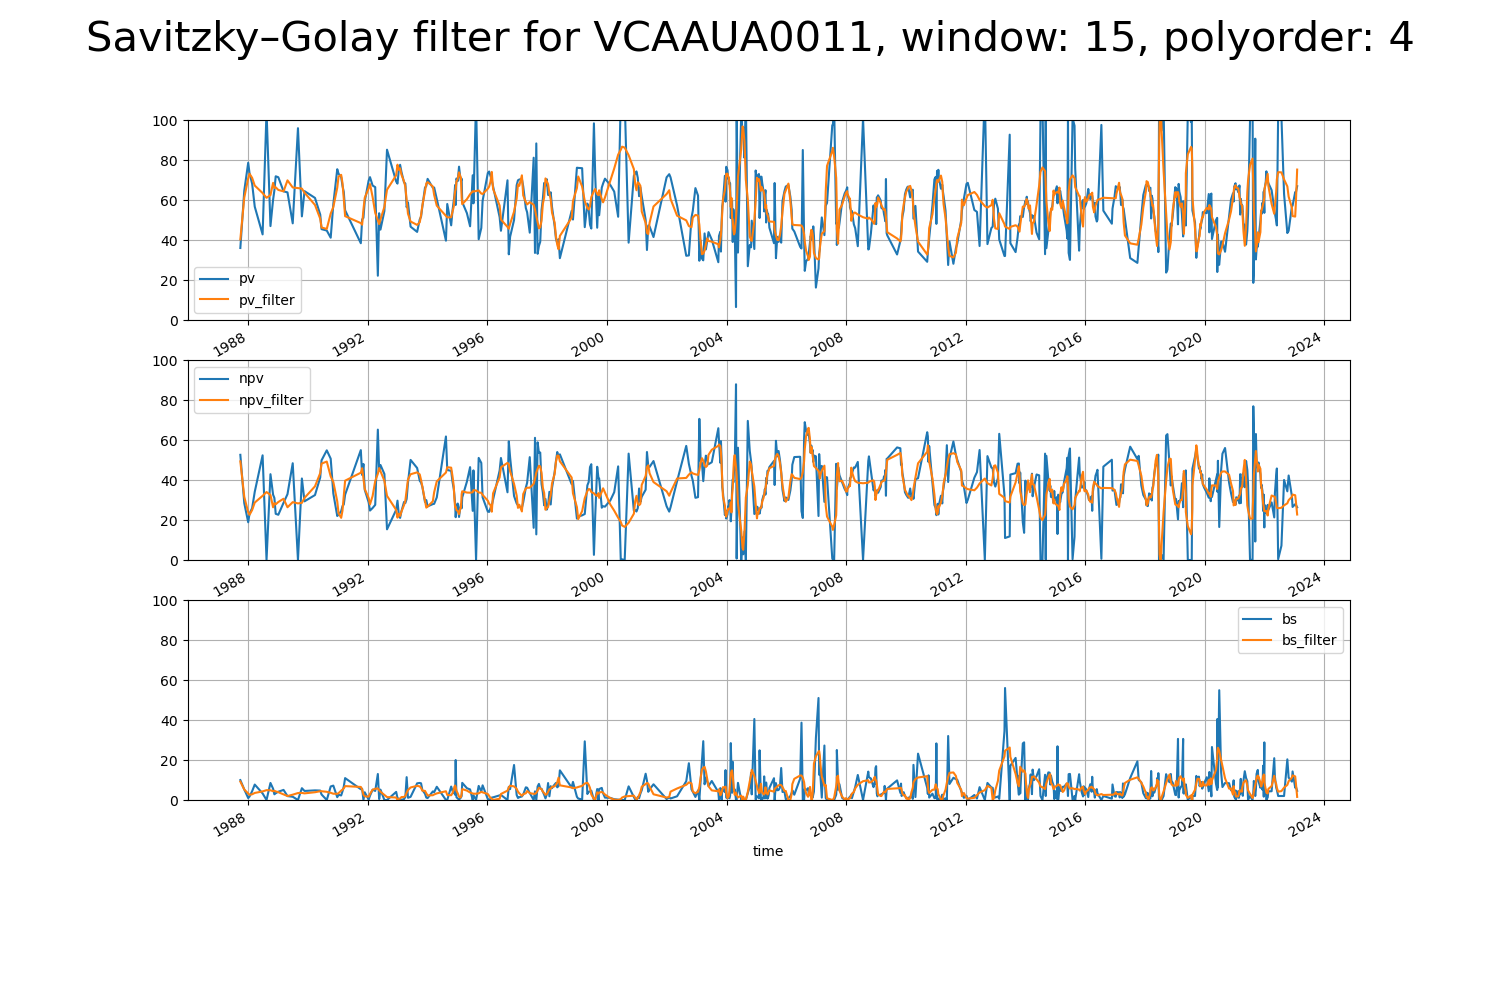 Savitzky–Golay filter for VCAAUA0011, window: 15, polyorder: 4
100
80
60
40
20
0
pv
pv_filter
1988 1992 1996 2000 2004 2008 2012 2016 2020 2024
100
80
60
40
20
0
npv
npv_filter
1988 1992 1996 2000 2004 2008 2012 2016 2020 2024
100
80
60
40
20
0
bs
bs_filter
1988 1992 1996 2000 2004 2008 2012 2016 2020 2024
time